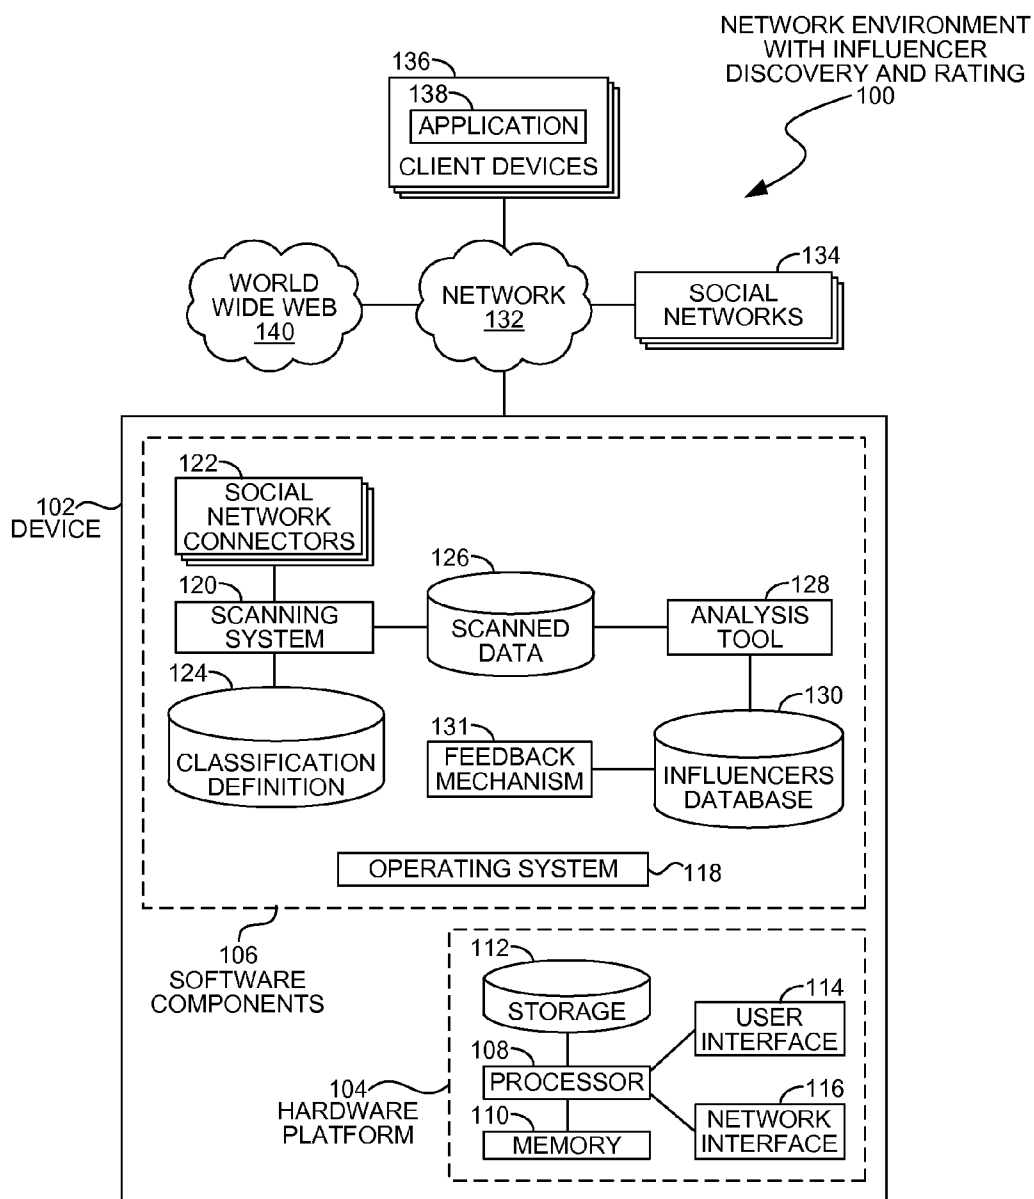 NETWORK ENVIRONMENT
WITH INFLUENCER
DISCOVERY AND RATING
100
136
138
APPLICATION
CLIENT DEVICES
WORLD
WIDE WEB
140
NETWORK
132
134
SOCIAL
NETWORKS
102
DEVICE
122
SOCIAL
NETWORK
CONNECTORS
120
SCANNING
SYSTEM
126
SCANNED
DATA
128
ANALYSIS
TOOL
124
CLASSIFICATION
DEFINITION
131
FEEDBACK
MECHANISM
130
INFLUENCERS
DATABASE
OPERATING SYSTEM
118
106
SOFTWARE
COMPONENTS
112
STORAGE
114
USER
INTERFACE
108
PROCESSOR
104
HARDWARE
PLATFORM
110
MEMORY
116
NETWORK
INTERFACE